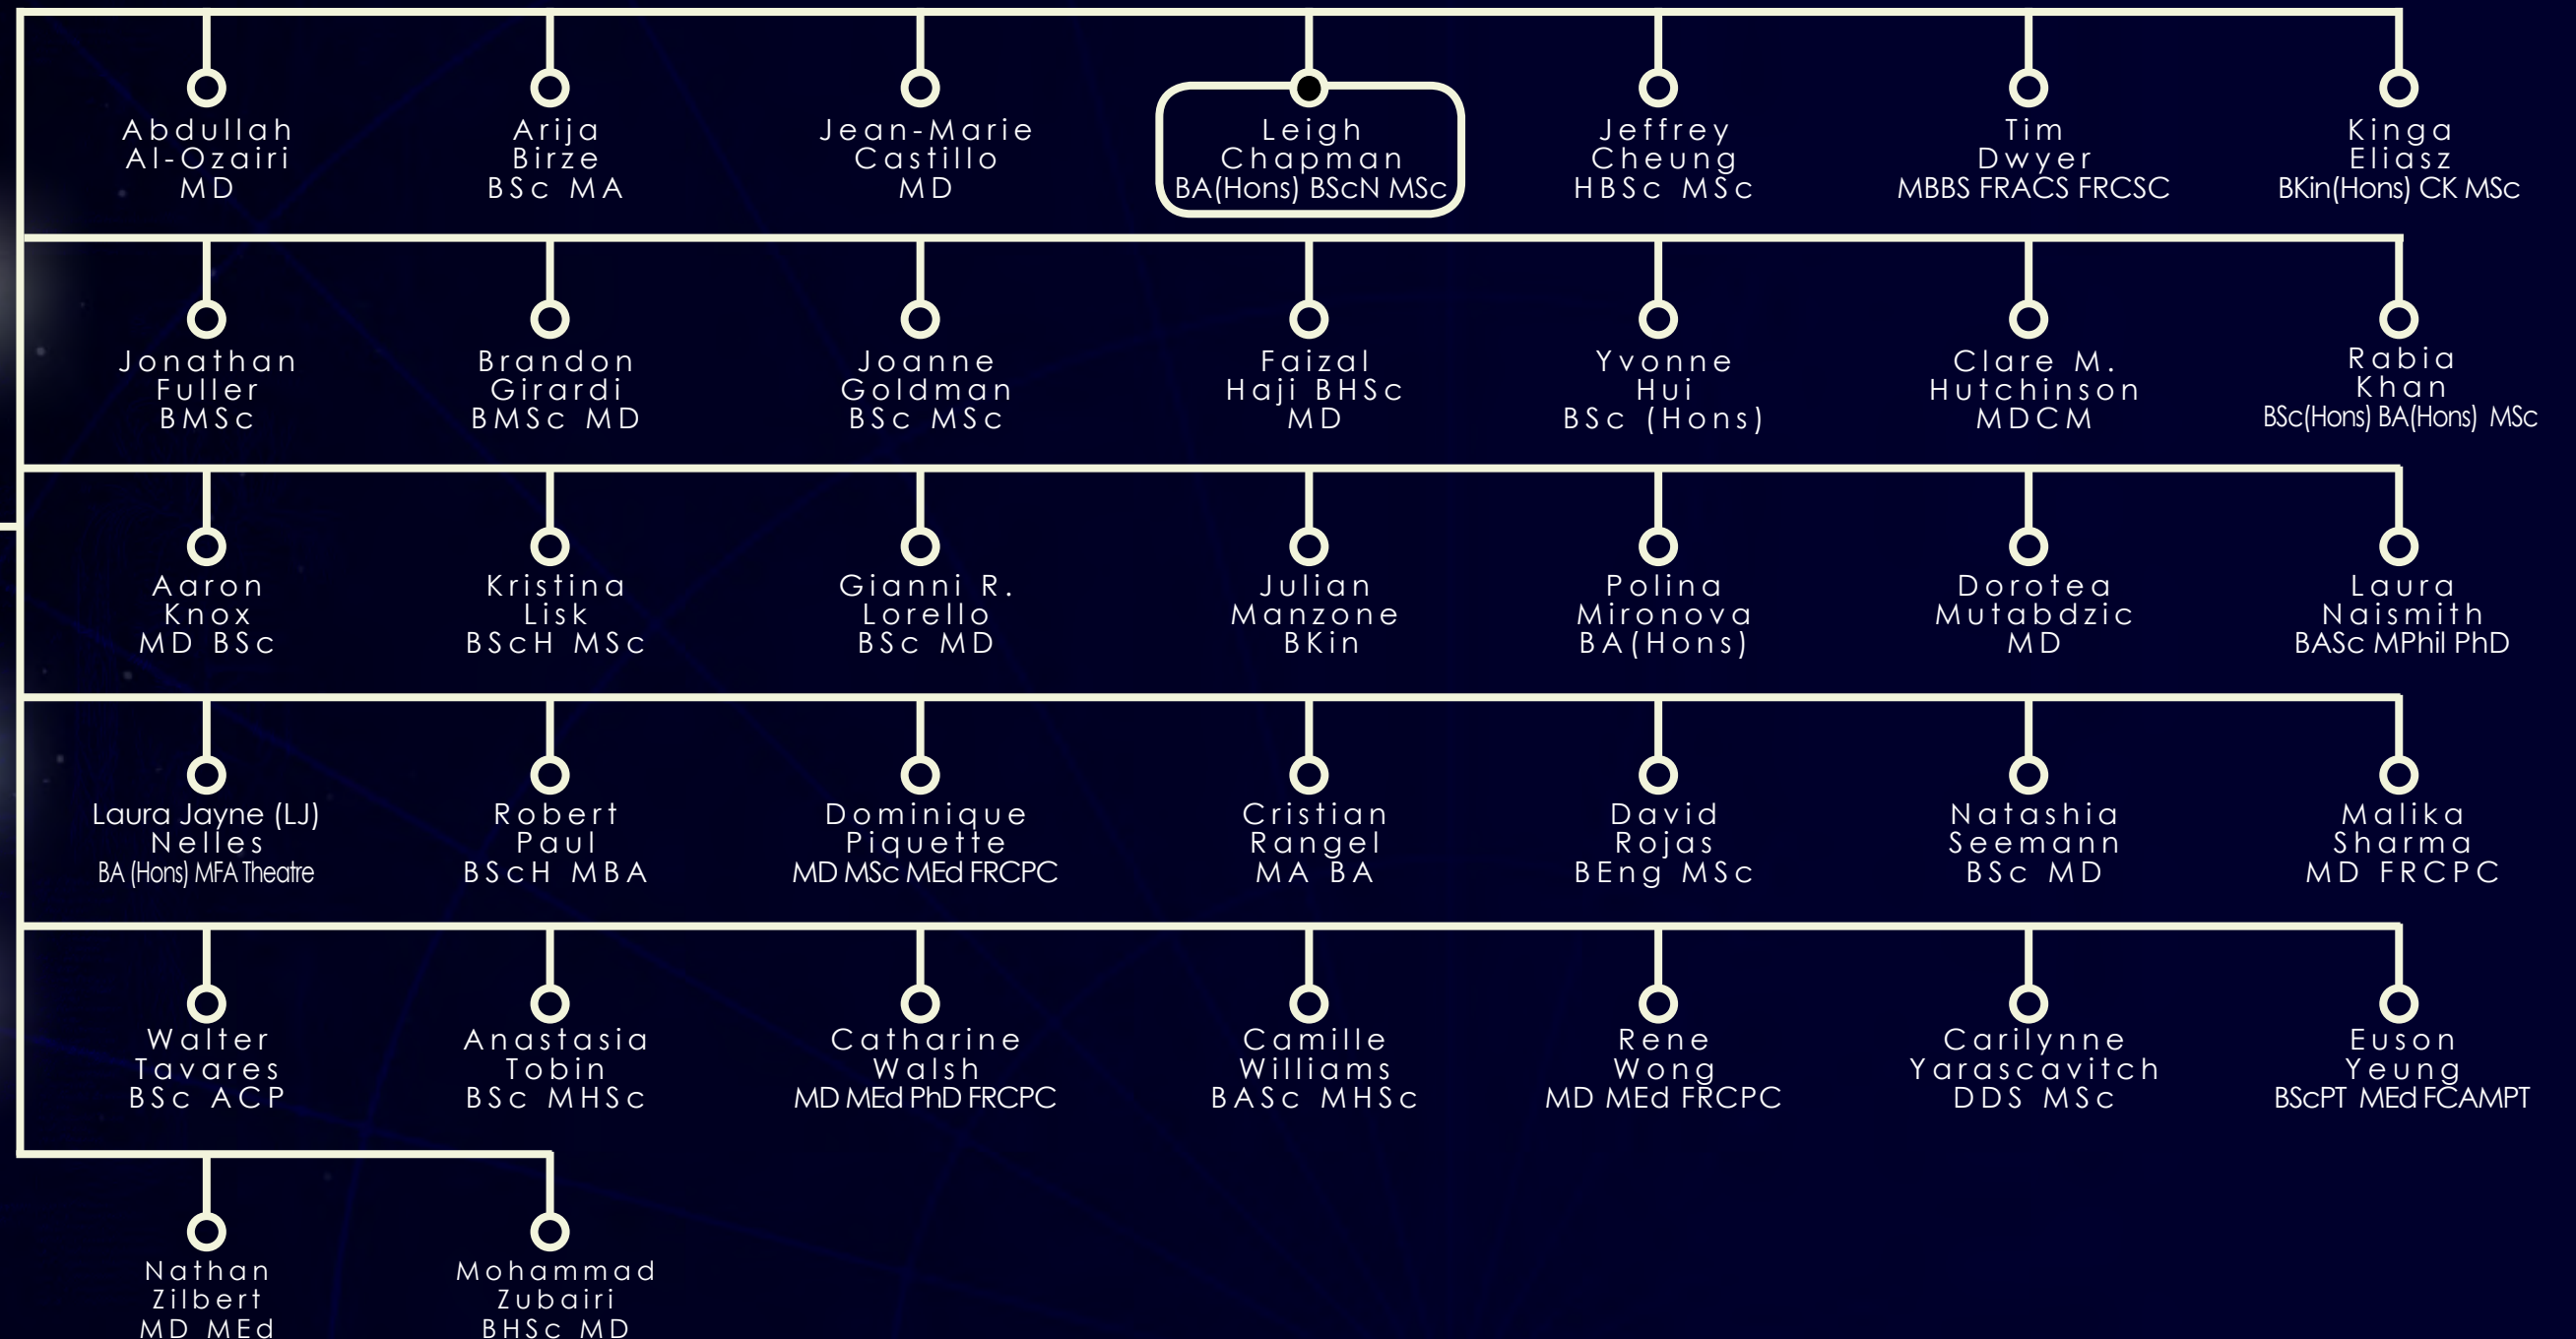 Abdullah
Al-Ozairi
MD
Arija
Birze
BSc MA
Jean-Marie
Castillo
MD
Leigh
Chapman
BA(Hons) BScN MSc
Jeffrey
Cheung
HBSc MSc
Tim
Dwyer
MBBS FRACS FRCSC
Kinga
Eliasz
BKin(Hons) CK MSc
Jonathan
Fuller
BMSc
Brandon
Girardi
BMSc MD
Joanne
Goldman
BSc MSc
Faizal
Haji BHSc
MD
Yvonne
Hui
BSc (Hons)
Clare M.
Hutchinson
MDCM
Rabia
Khan
BSc(Hons) BA(Hons) MSc
Aaron
Knox
MD BSc
Kristina
Lisk
BScH MSc
Gianni R.
Lorello
BSc MD
Julian
Manzone
BKin
Polina
Mironova
BA(Hons)
Dorotea
Mutabdzic
MD
Laura
Naismith
BASc MPhil PhD
Laura Jayne (LJ)
Nelles
BA (Hons) MFA Theatre
Robert
Paul
BScH MBA
Dominique
Piquette
MD MSc MEd FRCPC
Cristian
Rangel
MA BA
David
Rojas
BEng MSc
Natashia
Seemann
BSc MD
Malika
Sharma
MD FRCPC
Walter
Tavares
BSc ACP
Anastasia
Tobin
BSc MHSc
Catharine
Walsh
MD MEd PhD FRCPC
Camille
Williams
BASc MHSc
Rene
Wong
MD MEd FRCPC
Carilynne
Yarascavitch
DDS MSc
Euson
Yeung
BScPT MEd FCAMPT
Nathan
Zilbert
MD MEd
Mohammad
Zubairi
BHSc MD